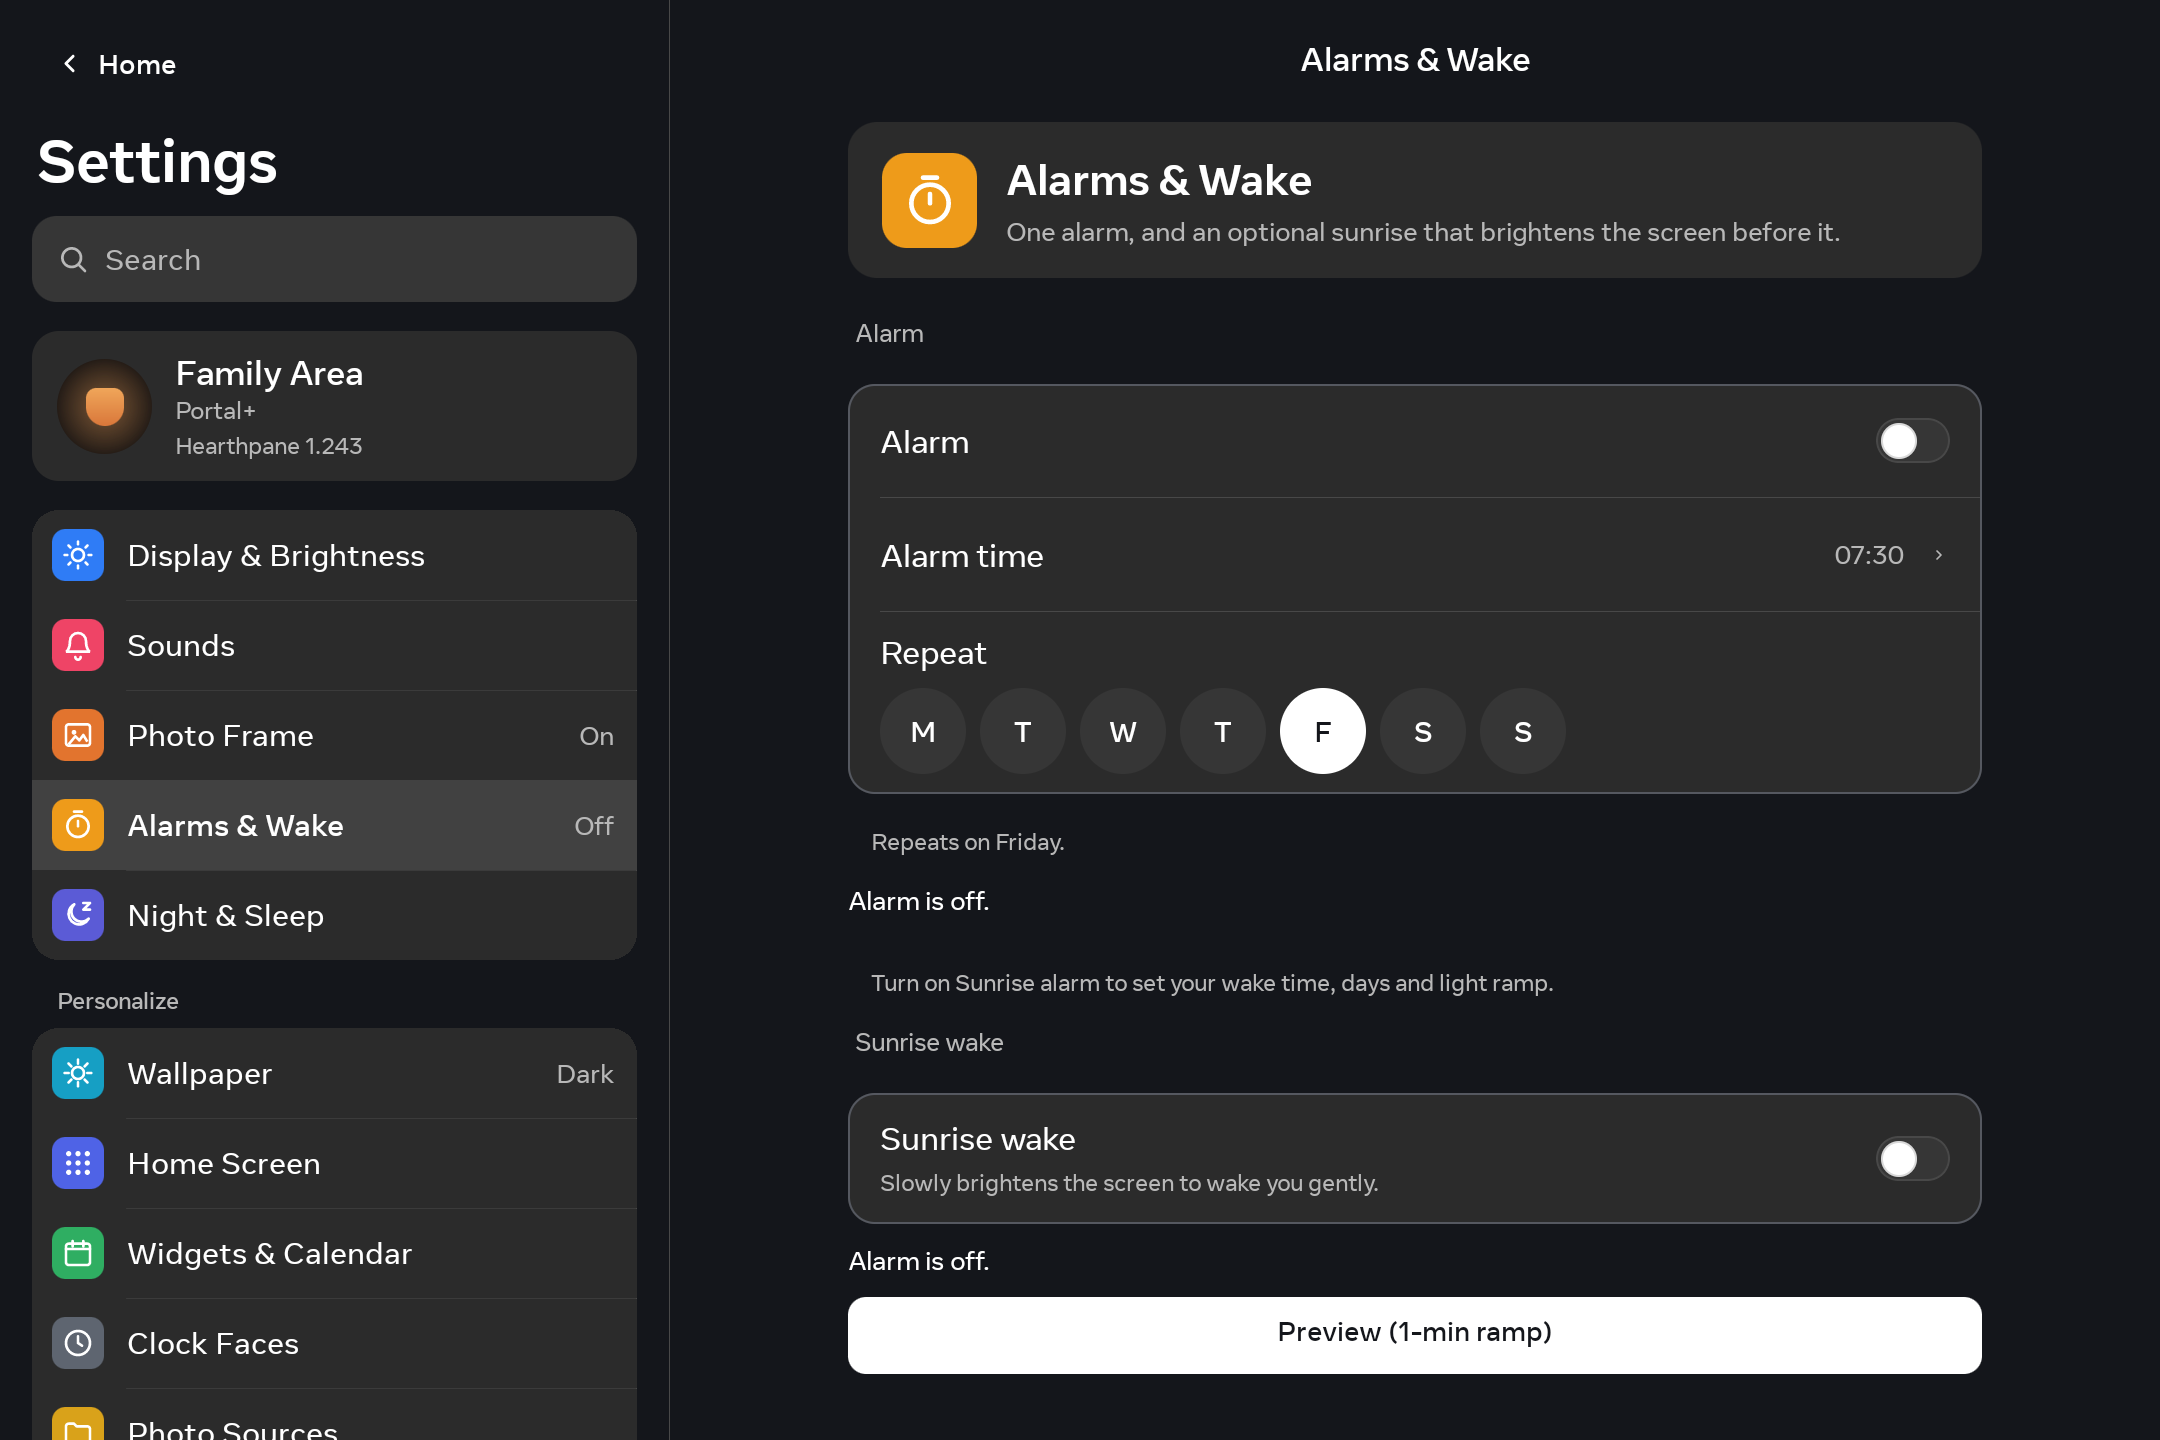 Home
Settings
Search
Family Area
Portal+
Hearthpane 1.243
Display & Brightness
Sounds
Photo Frame On
Alarms & Wake Off
Night & Sleep
Personalize
Wallpaper Dark
Home Screen
Widgets & Calendar
Clock Faces
Photo Sources
Alarms & Wake
Alarms & Wake
One alarm, and an optional sunrise that brightens the screen before it.
Alarm
Alarm
Alarm time 07:30
Repeat
M T W T F S S
Repeats on Friday.
Alarm is off.
Turn on Sunrise alarm to set your wake time, days and light ramp.
Sunrise wake
Sunrise wake
Slowly brightens the screen to wake you gently.
Alarm is off.
Preview (1-min ramp)